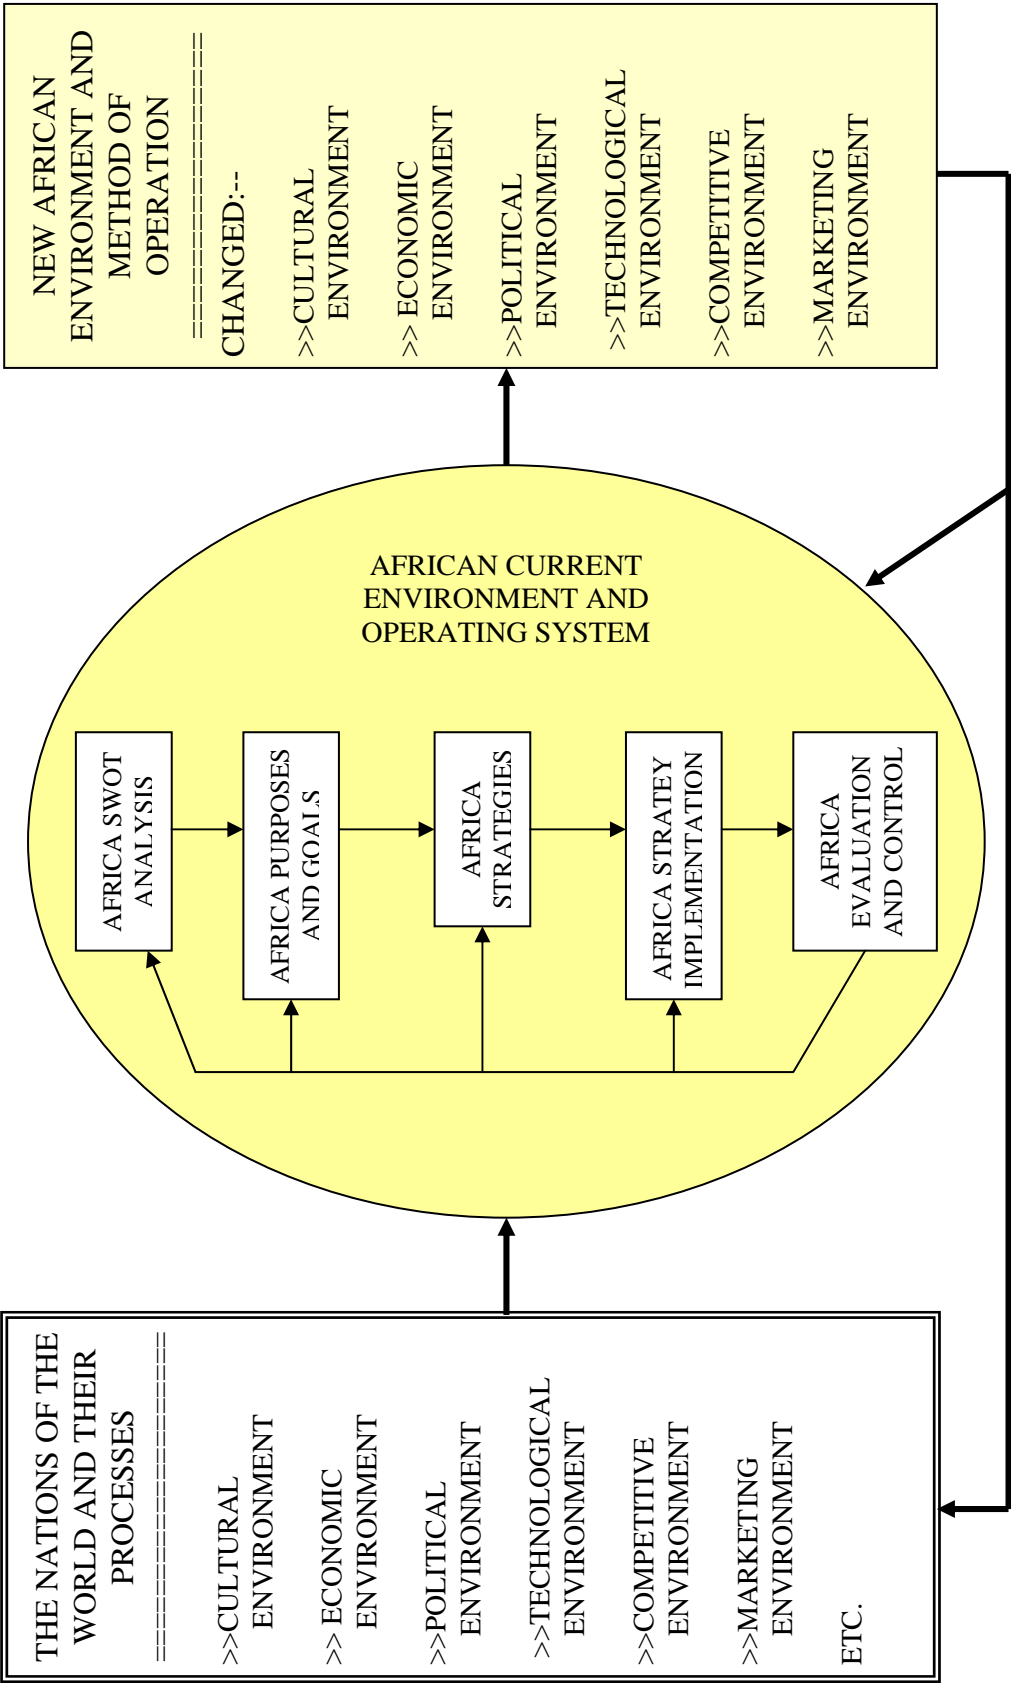 THE NATIONS OF THE
WORLD AND THEIR
PROCESSES
========================
>>CULTURAL
ENVIRONMENT
>> ECONOMIC
ENVIRONMENT
>>POLITICAL
ENVIRONMENT
>>TECHNOLOGICAL
ENVIRONMENT
>>COMPETITIVE
ENVIRONMENT
>>MARKETING
ENVIRONMENT
ETC.
AFRICAN CURRENT
ENVIRONMENT AND
OPERATING SYSTEM
AFRICA SWOT
ANALYSIS
AFRICA PURPOSES
AND GOALS
AFRICA
STRATEGIES
AFRICA STRATEY
IMPLEMENTATION
AFRICA
EVALUATION
AND CONTROL
NEW AFRICAN
ENVIRONMENT AND
METHOD OF
OPERATION
======================
CHANGED:--
>>CULTURAL
ENVIRONMENT
>> ECONOMIC
ENVIRONMENT
>>POLITICAL
ENVIRONMENT
>>TECHNOLOGICAL
ENVIRONMENT
>>COMPETITIVE
ENVIRONMENT
>>MARKETING
ENVIRONMENT